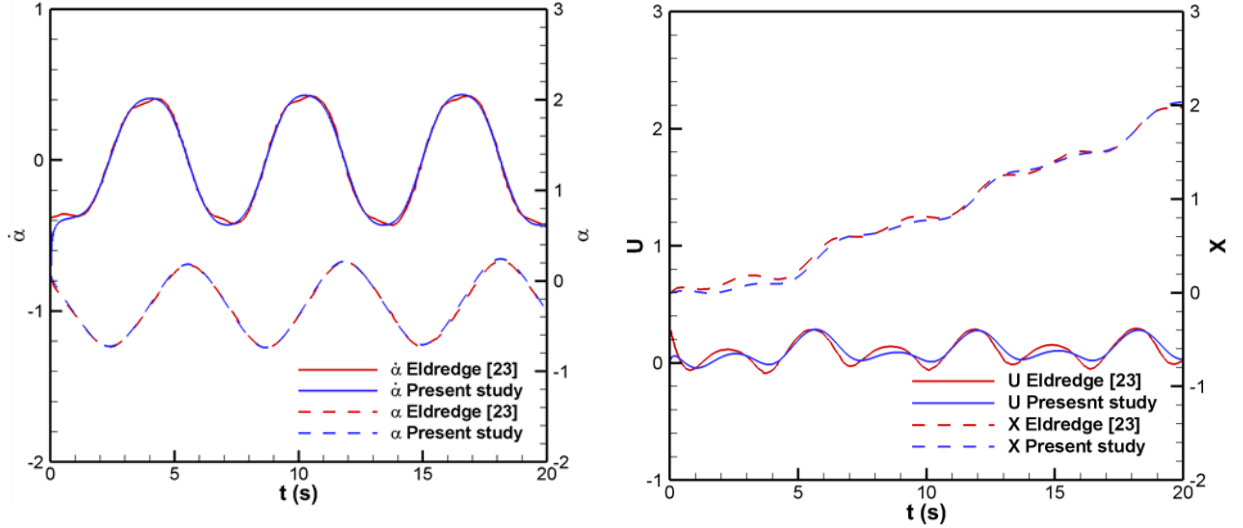 1
0
-1
-2
α̇
3
2
1
0
-1
-2
α
0
5
10
15
20
t (s)
α̇ Eldredge [23]
α̇ Present study
α Eldredge [23]
α Present study
3
2
1
0
-1
U
3
2
1
0
-1
-2
X
0
5
10
15
20
t (s)
U Eldredge [23]
U Presesnt study
X Eldredge [23]
X Present study